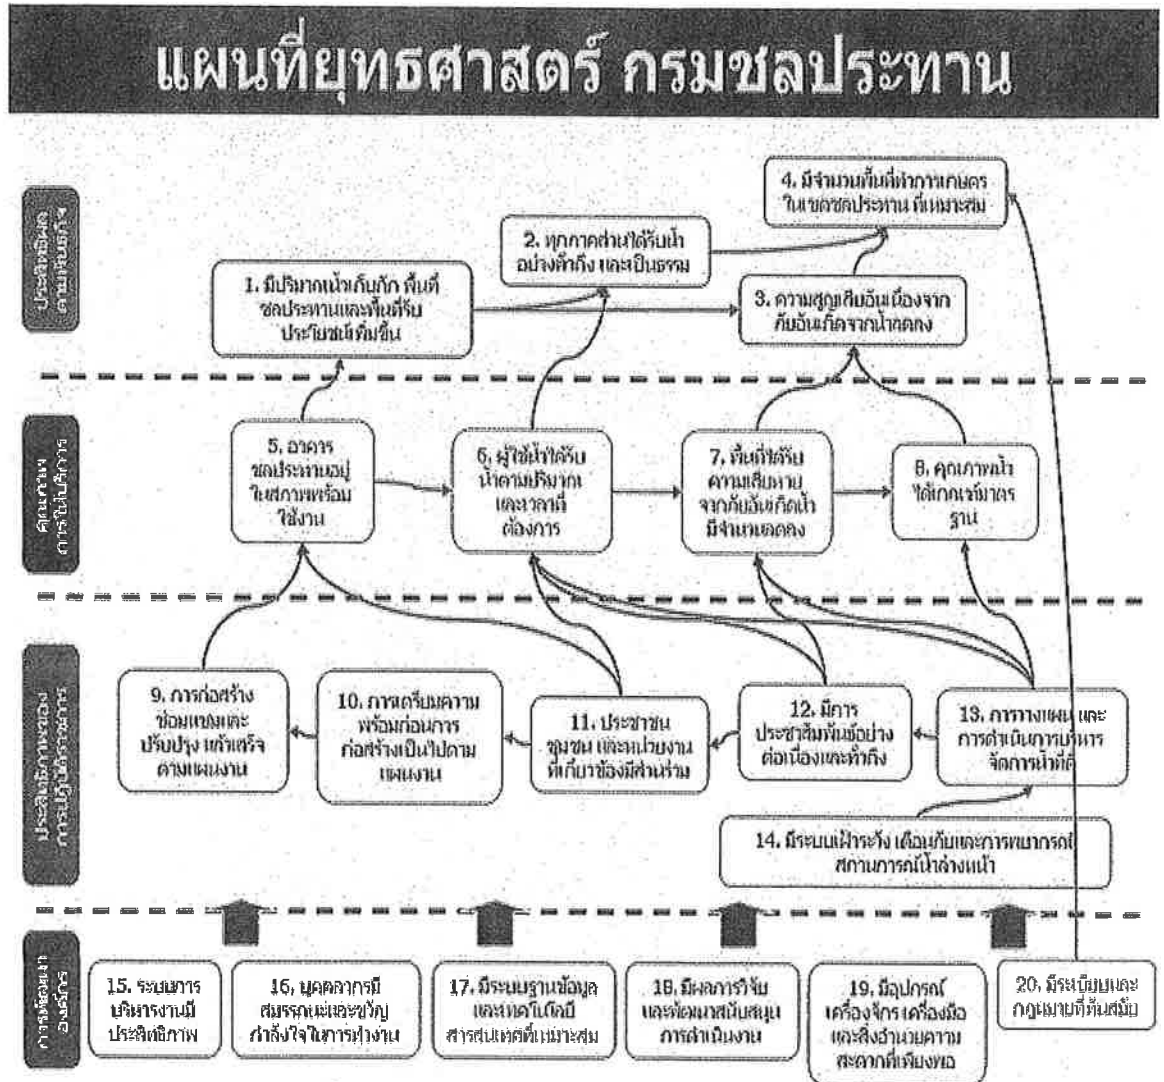 แผนที่ยุทธศาสตร์ กรมชลประทาน
ประสิทธิผล
ตามพันธกิจ
4. มีจำนวนพื้นที่ทำการเกษตร
ในเขตชลประทาน ที่เหมาะสม
2. ทุกภาคส่วนได้รับน้ำ
อย่างทั่วถึง และเป็นธรรม
1. มีปริมาณน้ำเก็บกัก พื้นที่
ชลประทานและพื้นที่รับ
ประโยชน์เพิ่มขึ้น
3. ความสูญเสียอันเนื่องจาก
ภัยอันเกิดจากน้ำลดลง
คุณภาพ
การให้บริการ
5. อาคาร
ชลประทานอยู่
ในสภาพพร้อม
ใช้งาน
6. ผู้ใช้น้ำได้รับ
น้ำตามปริมาณ
และเวลาที่
ต้องการ
7. พื้นที่ได้รับ
ความเสียหาย
จากภัยอันเกิดน้ำ
มีจำนวนลดลง
8. คุณภาพน้ำ
ได้เกณฑ์มาตร
ฐาน
ประสิทธิภาพของ
การปฏิบัติราชการ
9. การก่อสร้าง
ซ่อมแซมและ
ปรับปรุง แล้วเสร็จ
ตามแผนงาน
10. การเตรียมความ
พร้อมก่อนการ
ก่อสร้างเป็นไปตาม
แผนงาน
11. ประชาชน
ชุมชน และหน่วยงาน
ที่เกี่ยวข้องมีส่วนร่วม
12. มีการ
ประชาสัมพันธ์อย่าง
ต่อเนื่องและทั่วถึง
13. การวางแผน และ
การดำเนินการบริหาร
จัดการน้ำที่ดี
14. มีระบบเฝ้าระวัง เตือนภัยและการพยากรณ์
สถานการณ์น้ำล่วงหน้า
การพัฒนา
องค์กร
15. ระบบการ
บริหารงานมี
ประสิทธิภาพ
16. บุคคลากรมี
สมรรถนะและขวัญ
กำลังใจในการทำงาน
17. มีระบบฐานข้อมูล
และเทคโนโลยี
สารสนเทศที่เหมาะสม
18. มีผลการวิจัย
และพัฒนาสนับสนุน
การดำเนินงาน
19. มีอุปกรณ์
เครื่องจักร เครื่องมือ
และสิ่งอำนวยความ
สะดวกที่เพียงพอ
20. มีระเบียบและ
กฎหมายที่ทันสมัย